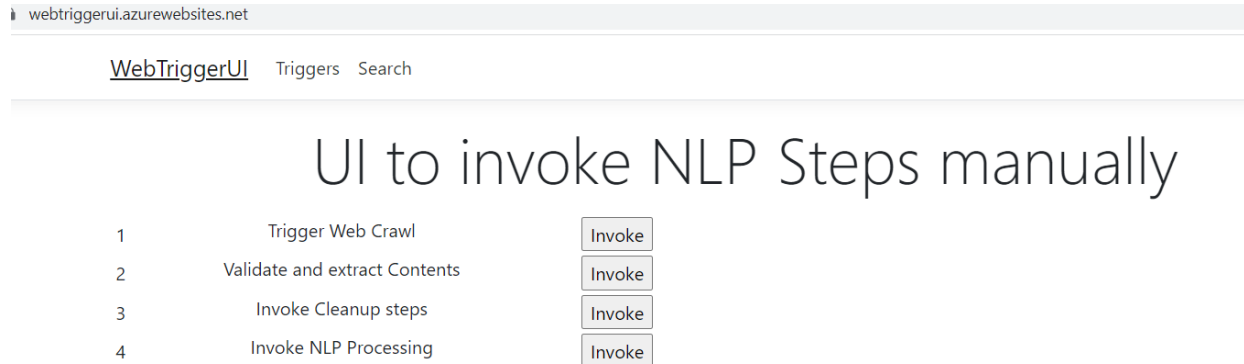 webtriggerui.azurewebsites.net
WebTriggerUI Triggers Search
UI to invoke NLP Steps manually
1 Trigger Web Crawl Invoke
2 Validate and extract Contents Invoke
3 Invoke Cleanup steps Invoke
4 Invoke NLP Processing Invoke